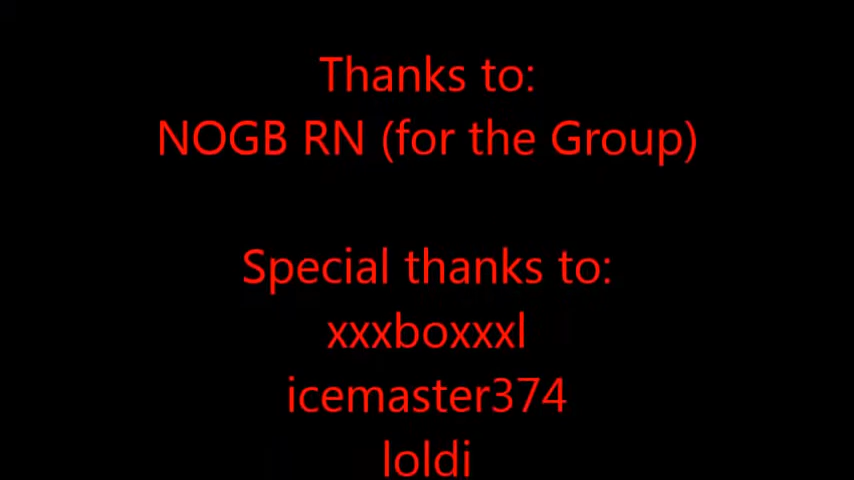 Thanks to:
NOGB RN (for the Group)
Special thanks to:
xxxboxxxl
icemaster374
loldi